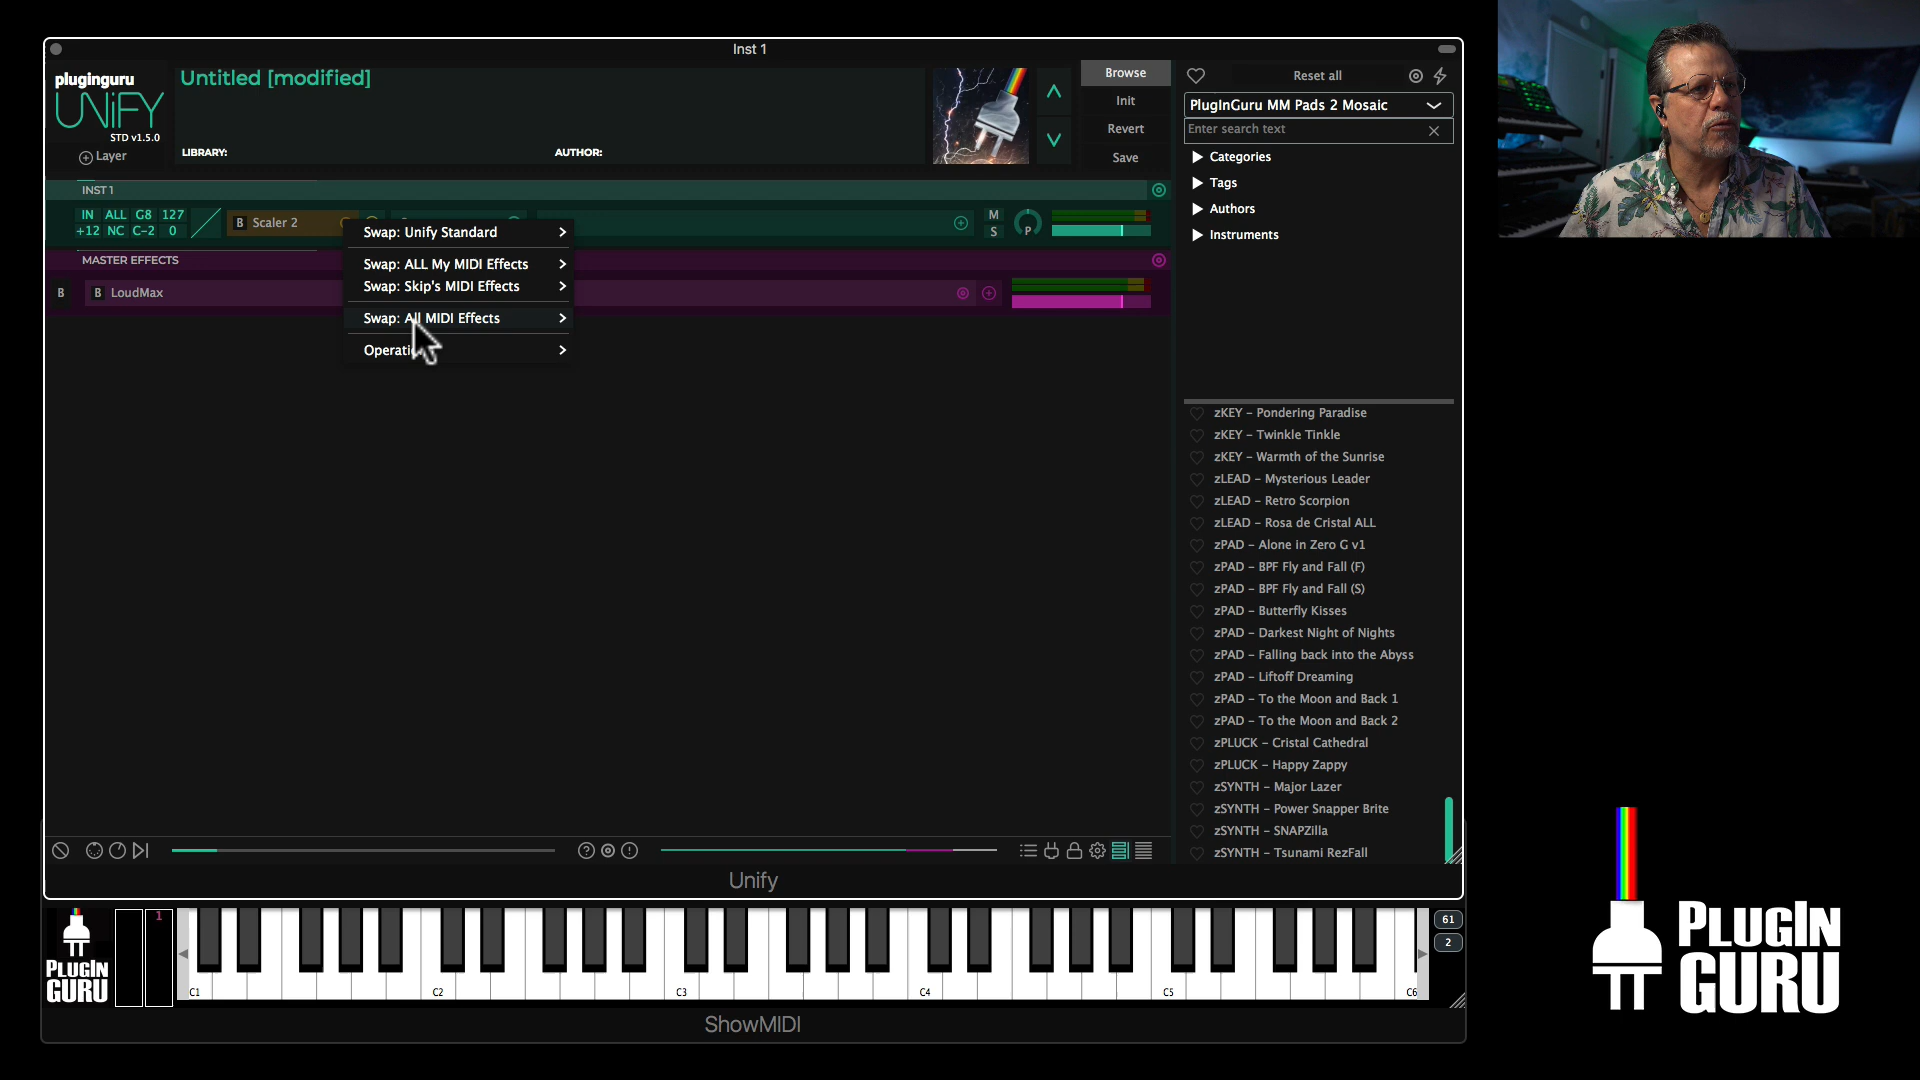 Inst 1
pluginguru
UNiFY
STD v1.5.0
Layer
Untitled [modified]
LIBRARY:
AUTHOR:
Browse
Init
Revert
Save
Reset all
PlugInGuru MM Pads 2 Mosaic
Enter search text
Categories
Tags
Authors
Instruments
INST 1
IN ALL G8 127
+12 NC C-2 0
B Scaler 2
M
S
P
MASTER EFFECTS
B
B LoudMax
Swap: Unify Standard
Swap: ALL My MIDI Effects
Swap: Skip's MIDI Effects
Swap: All MIDI Effects
zKEY – Pondering Paradise
zKEY – Twinkle Tinkle
zKEY – Warmth of the Sunrise
zLEAD – Mysterious Leader
zLEAD – Retro Scorpion
zLEAD – Rosa de Cristal ALL
zPAD – Alone in Zero G v1
zPAD – BPF Fly and Fall (F)
zPAD – BPF Fly and Fall (S)
zPAD – Butterfly Kisses
zPAD – Darkest Night of Nights
zPAD – Falling back into the Abyss
zPAD – Liftoff Dreaming
zPAD – To the Moon and Back 1
zPAD – To the Moon and Back 2
zPLUCK – Cristal Cathedral
zPLUCK – Happy Zappy
zSYNTH – Major Lazer
zSYNTH – Power Snapper Brite
zSYNTH – SNAPZilla
zSYNTH – Tsunami RezFall
Unify
1
61
2
PLUGIN
GURU
C1 C2 C3 C4 C5 C6
ShowMIDI
PLUGIN
GURU